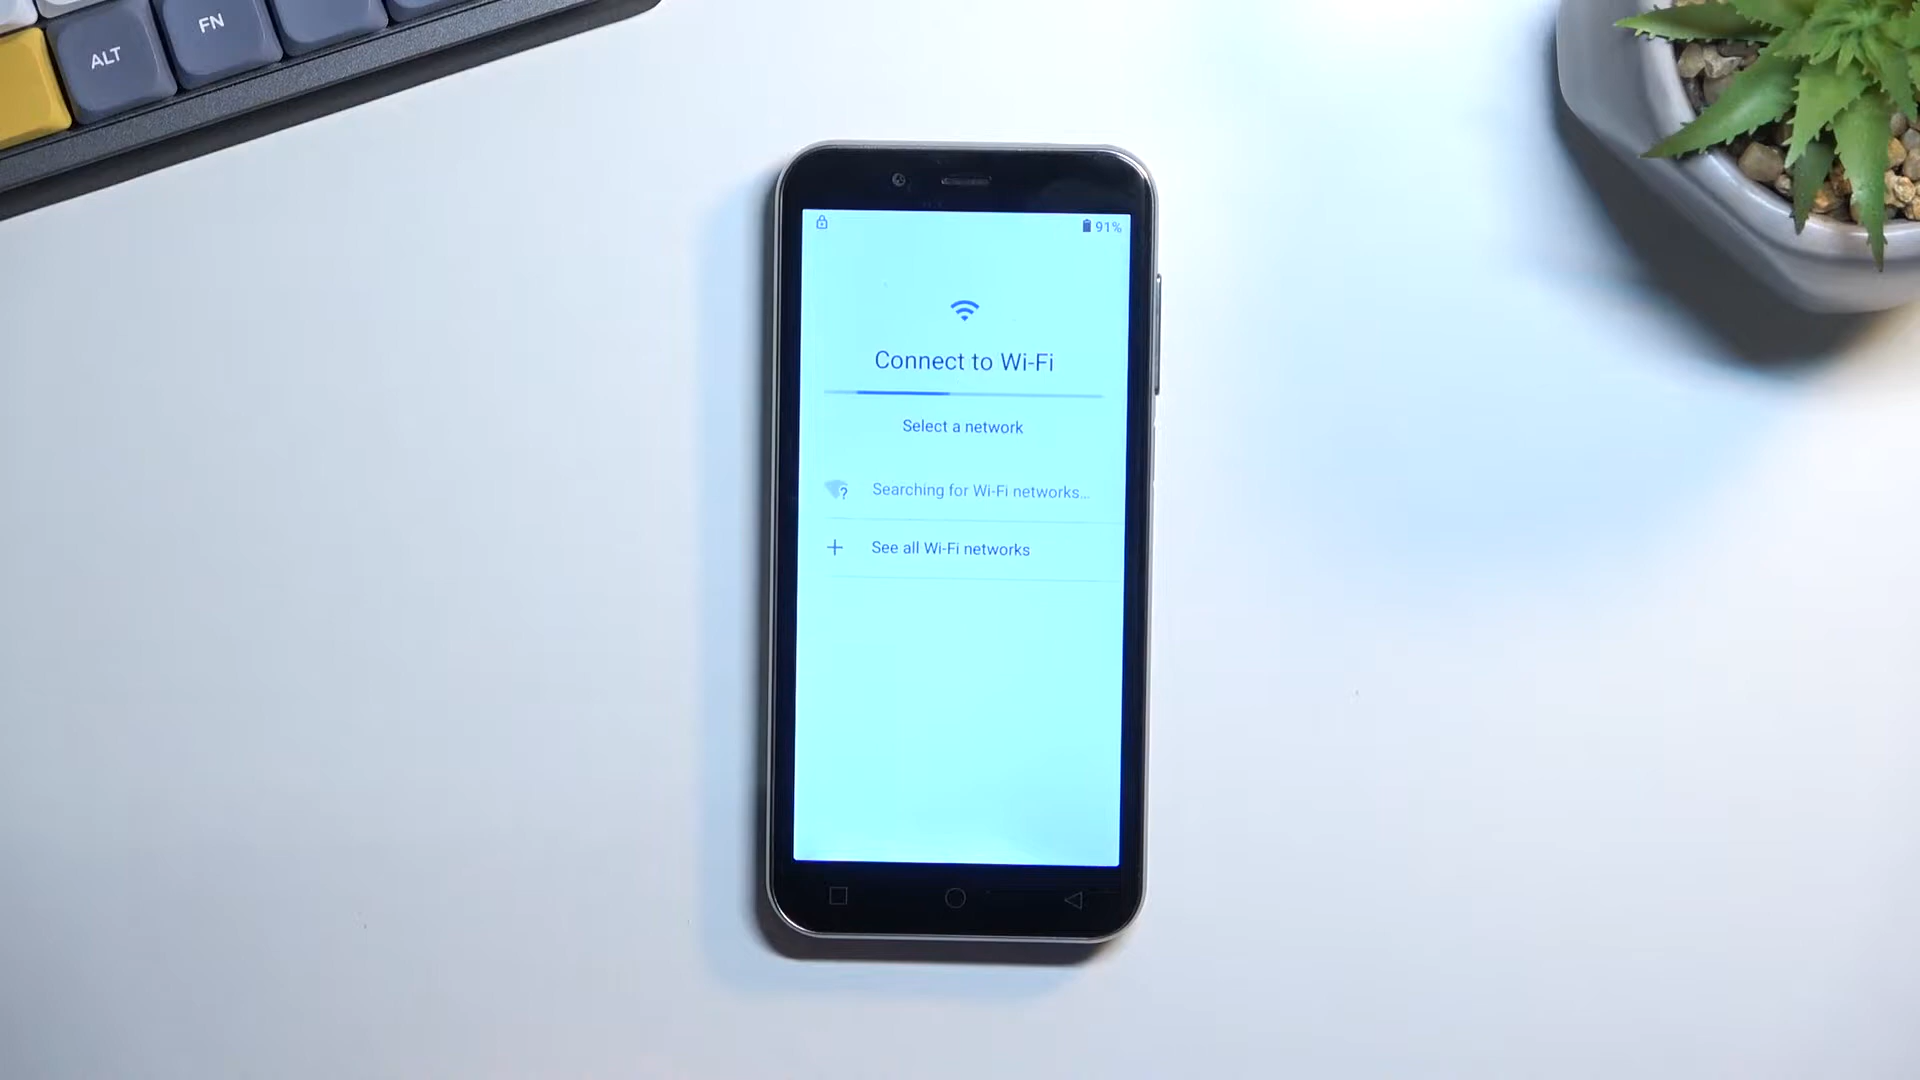 FN
ALT
91%
Connect to Wi-Fi
Select a network
? Searching for Wi-Fi networks...
+ See all Wi-Fi networks